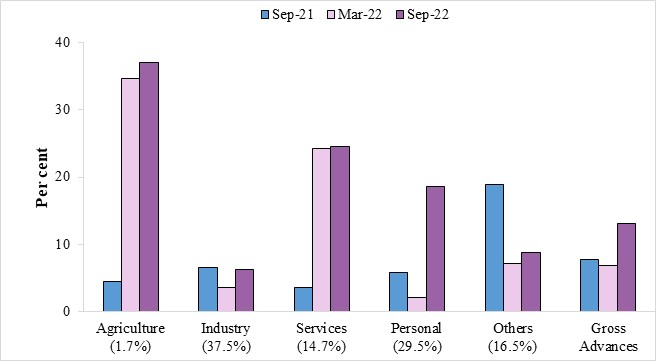 Sep-21 Mar-22 Sep-22
40
30
20
10
0
Per cent
Agriculture Industry Services Personal Others Gross
(1.7%) (37.5%) (14.7%) (29.5%) (16.5%) Advances